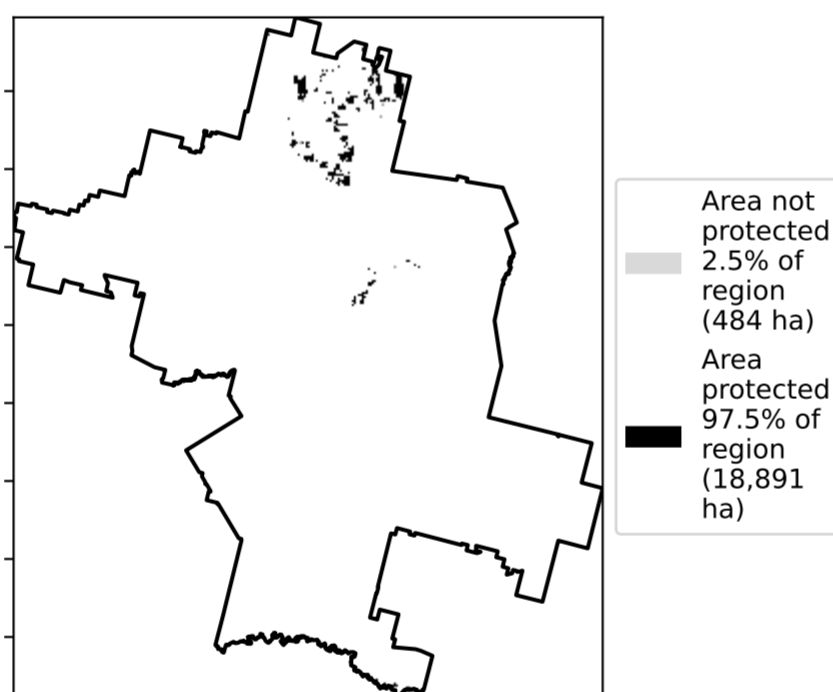 Area not
protected
2.5% of
region
(484 ha)
Area
protected
97.5% of
region
(18,891
ha)